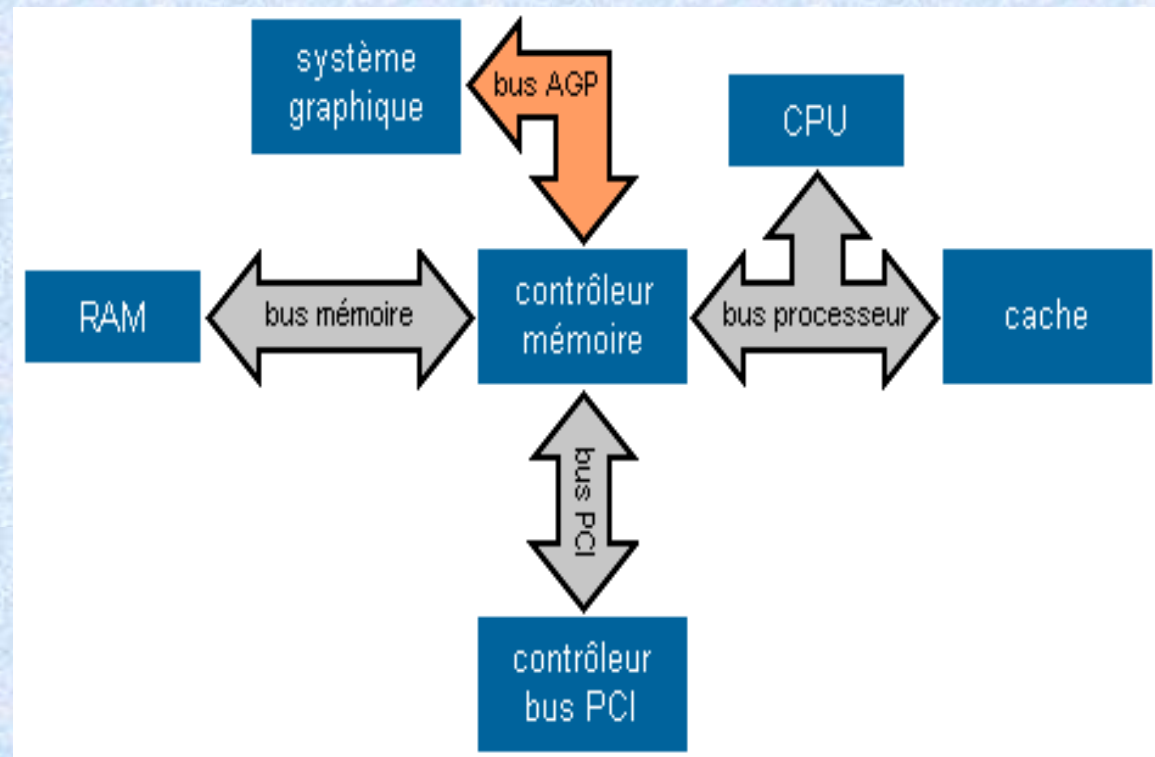 système
graphique
bus AGP
CPU
RAM
bus mémoire
contrôleur
mémoire
bus processeur
cache
bus PCI
contrôleur
bus PCI